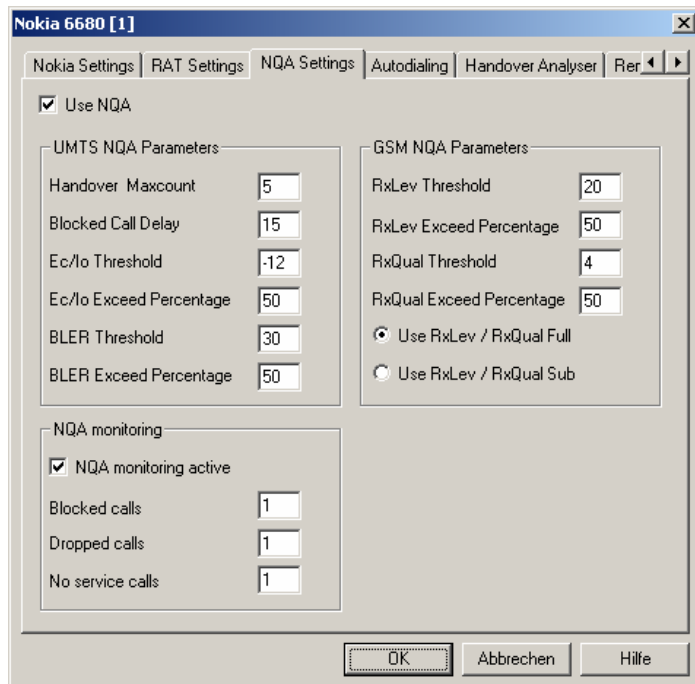 Nokia 6680 [1]
Nokia Settings RAT Settings NQA Settings Autodialing Handover Analyser
Use NQA
UMTS NQA Parameters
Handover Maxcount 5
Blocked Call Delay 15
Ec/Io Threshold -12
Ec/Io Exceed Percentage 50
BLER Threshold 30
BLER Exceed Percentage 50
GSM NQA Parameters
RxLev Threshold 20
RxLev Exceed Percentage 50
RxQual Threshold 4
RxQual Exceed Percentage 50
Use RxLev / RxQual Full
Use RxLev / RxQual Sub
NQA monitoring
NQA monitoring active
Blocked calls 1
Dropped calls 1
No service calls 1
OK Abbrechen Hilfe